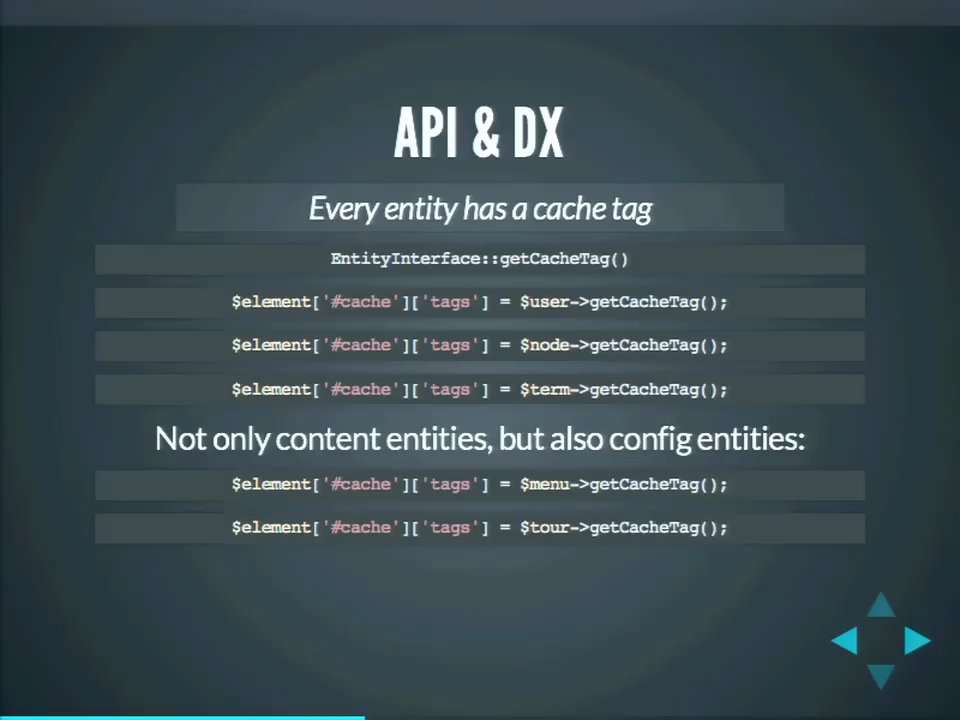 API & DX
Every entity has a cache tag
EntityInterface::getCacheTag()
$element['#cache']['tags'] = $user->getCacheTag();
$element['#cache']['tags'] = $node->getCacheTag();
$element['#cache']['tags'] = $term->getCacheTag();
Not only content entities, but also config entities:
$element['#cache']['tags'] = $menu->getCacheTag();
$element['#cache']['tags'] = $tour->getCacheTag();